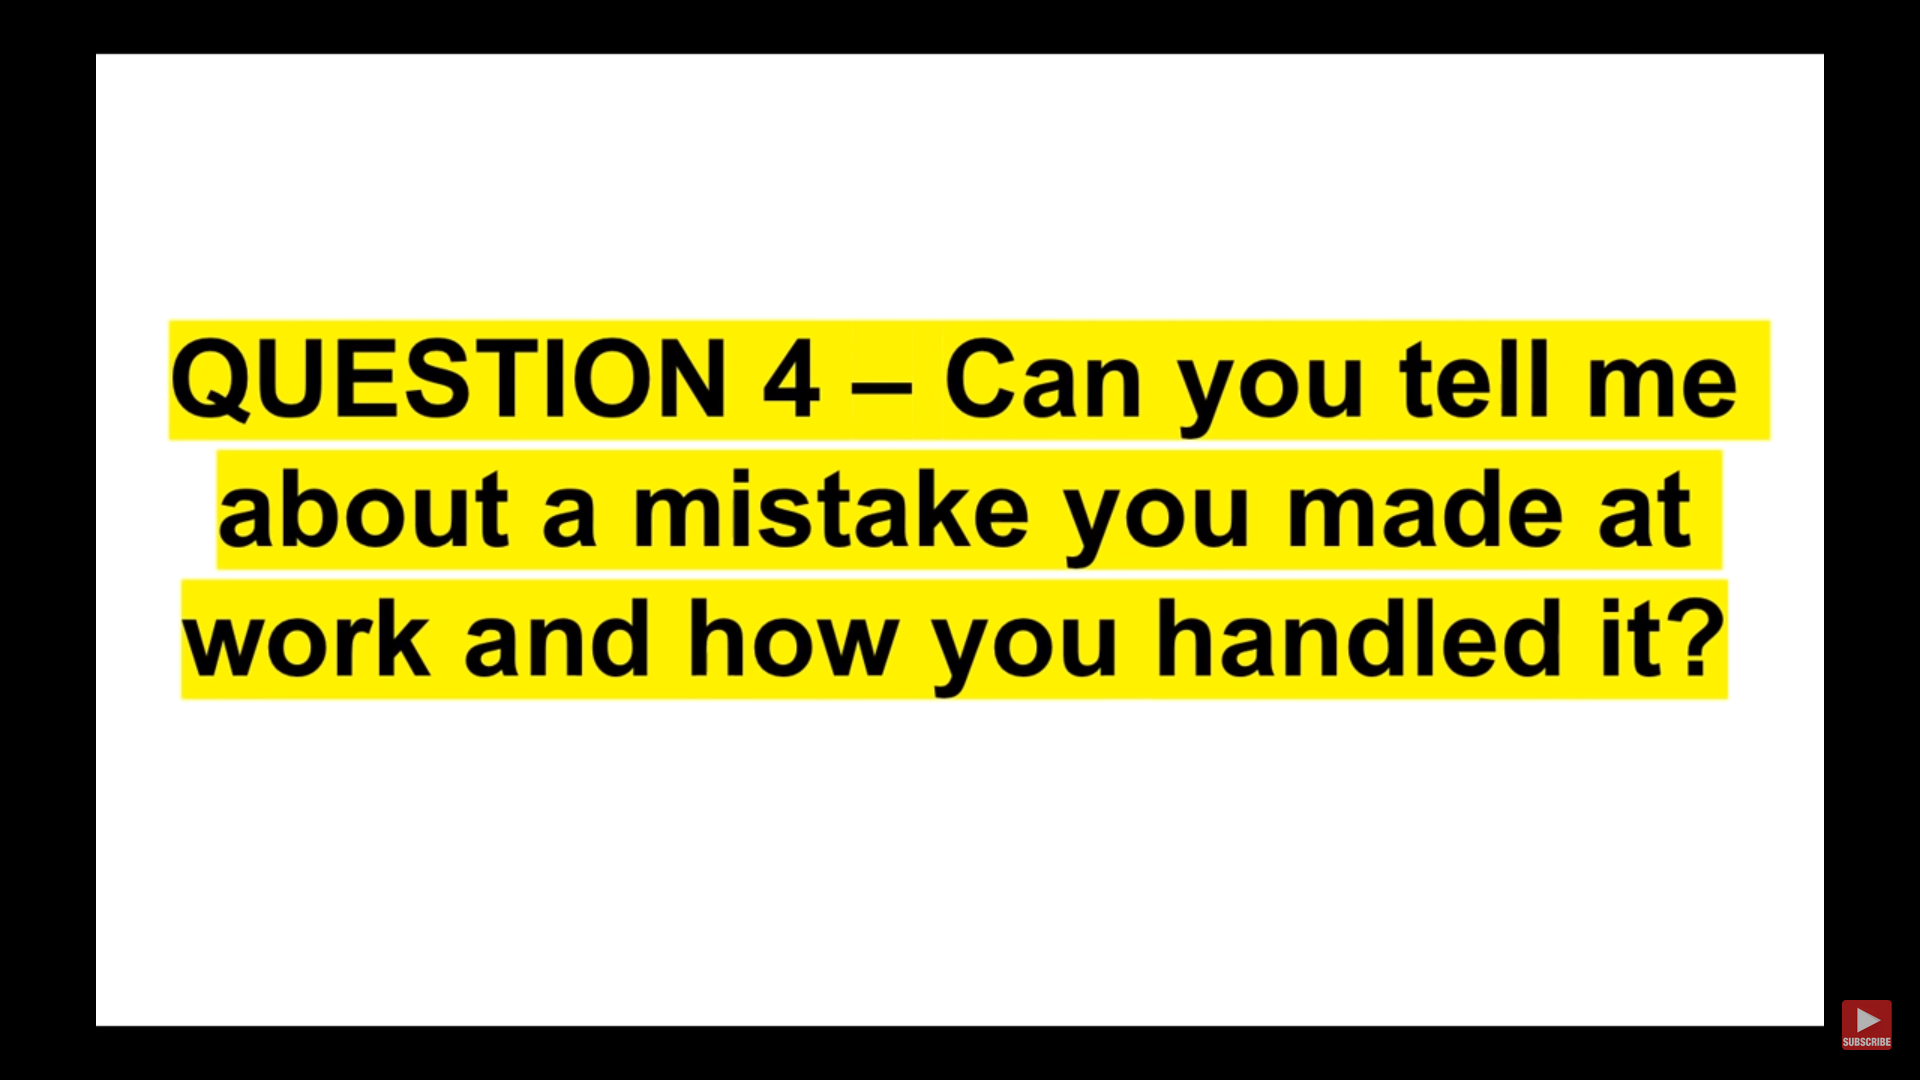 QUESTION 4 – Can you tell me
about a mistake you made at
work and how you handled it?
SUBSCRIBE